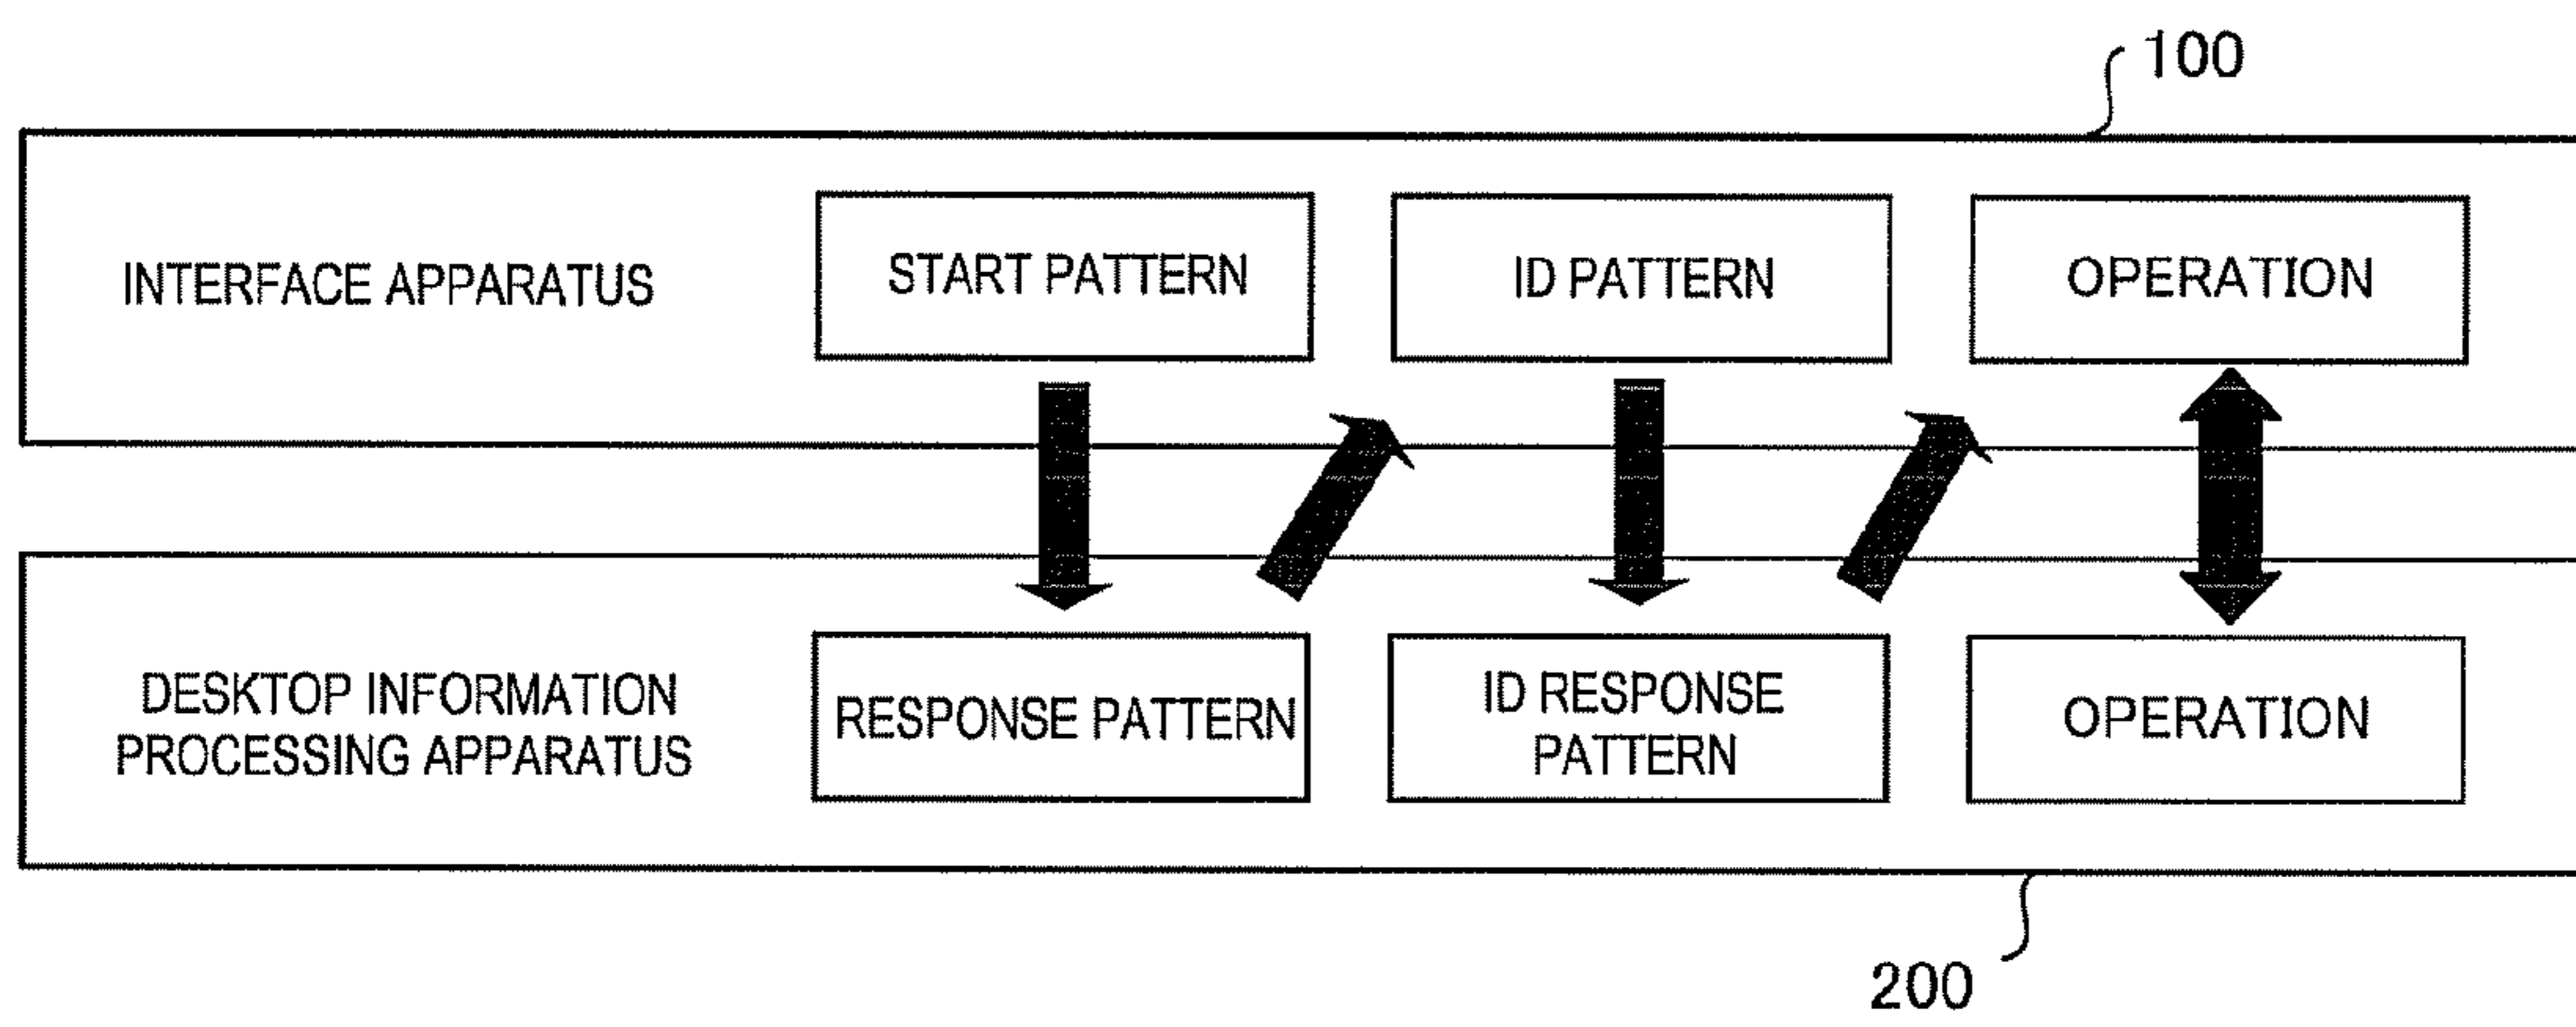 100
INTERFACE APPARATUS
START PATTERN
ID PATTERN
OPERATION
DESKTOP INFORMATION
PROCESSING APPARATUS
RESPONSE PATTERN
ID RESPONSE
PATTERN
OPERATION
200